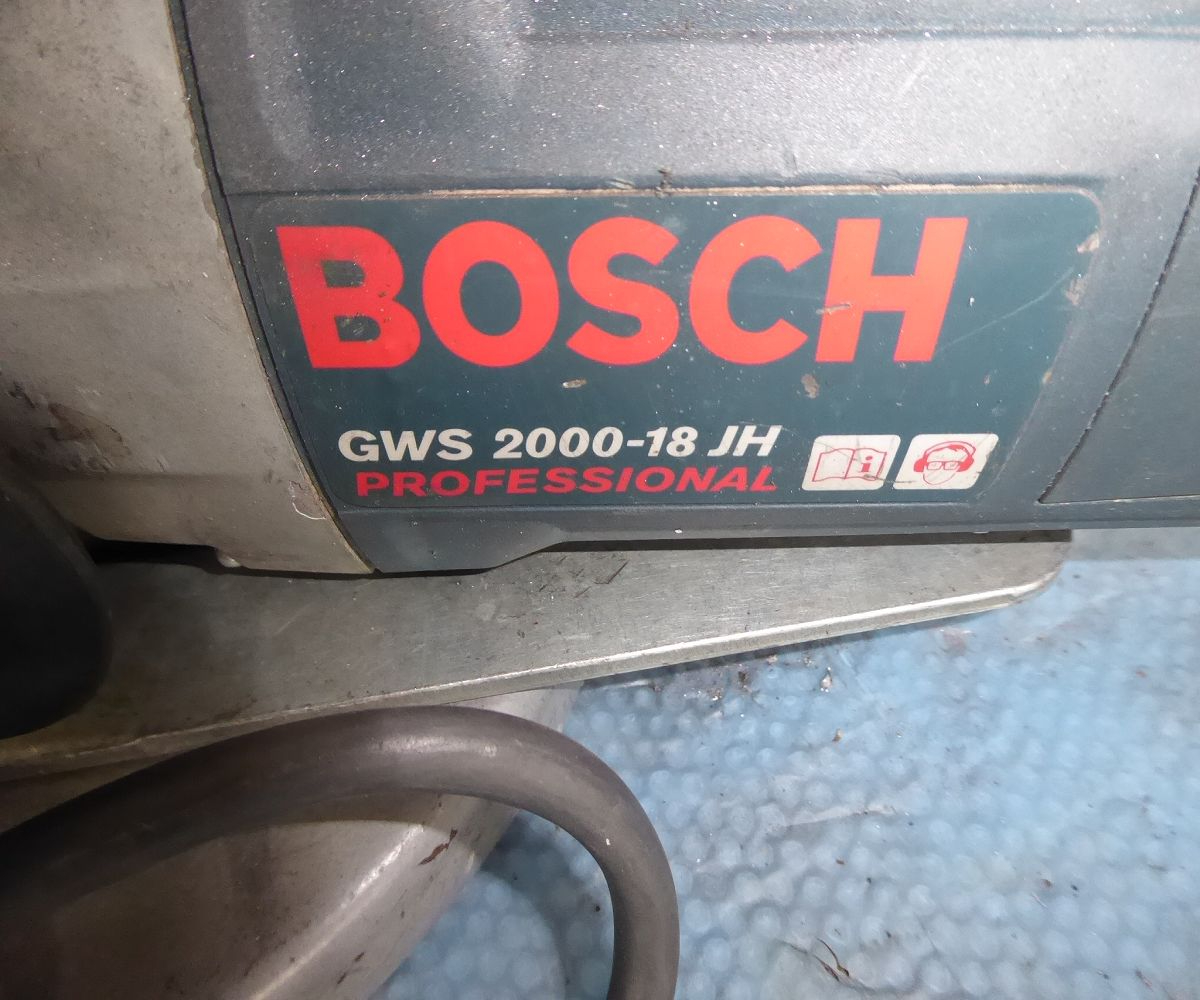 BOSCH
GWS 2000-18 JH
PROFESSIONAL
i